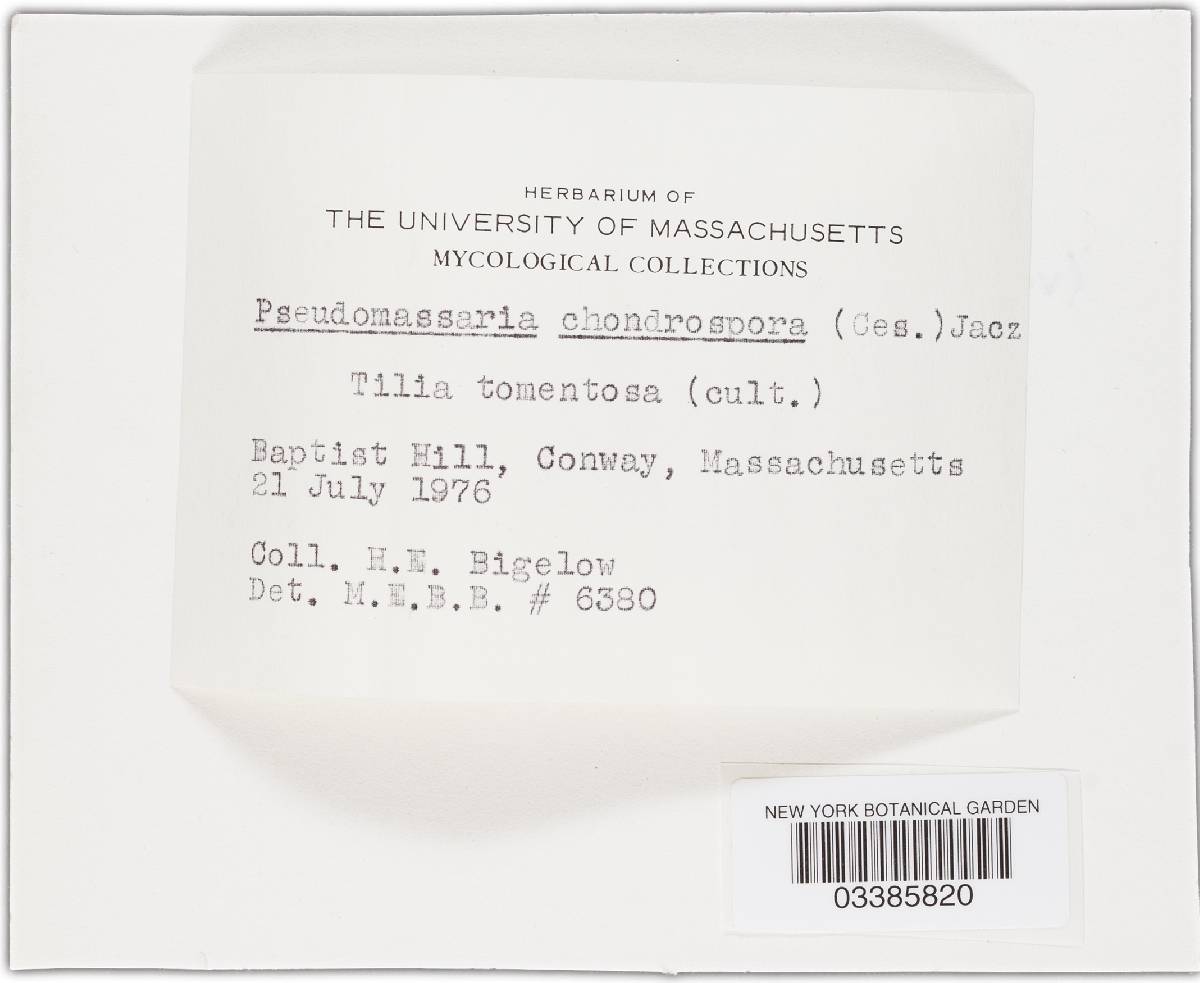 HERBARIUM OF
THE UNIVERSITY OF MASSACHUSETTS
MYCOLOGICAL COLLECTIONS
Pseudomassaria chondrospora (Ces.)Jacz
Tilia tomentosa (cult.)
Baptist Hill, Conway, Massachusetts
21 July 1976
Coll. H.E. Bigelow
Det. M.E.B.B. # 6380
NEW YORK BOTANICAL GARDEN
03385820